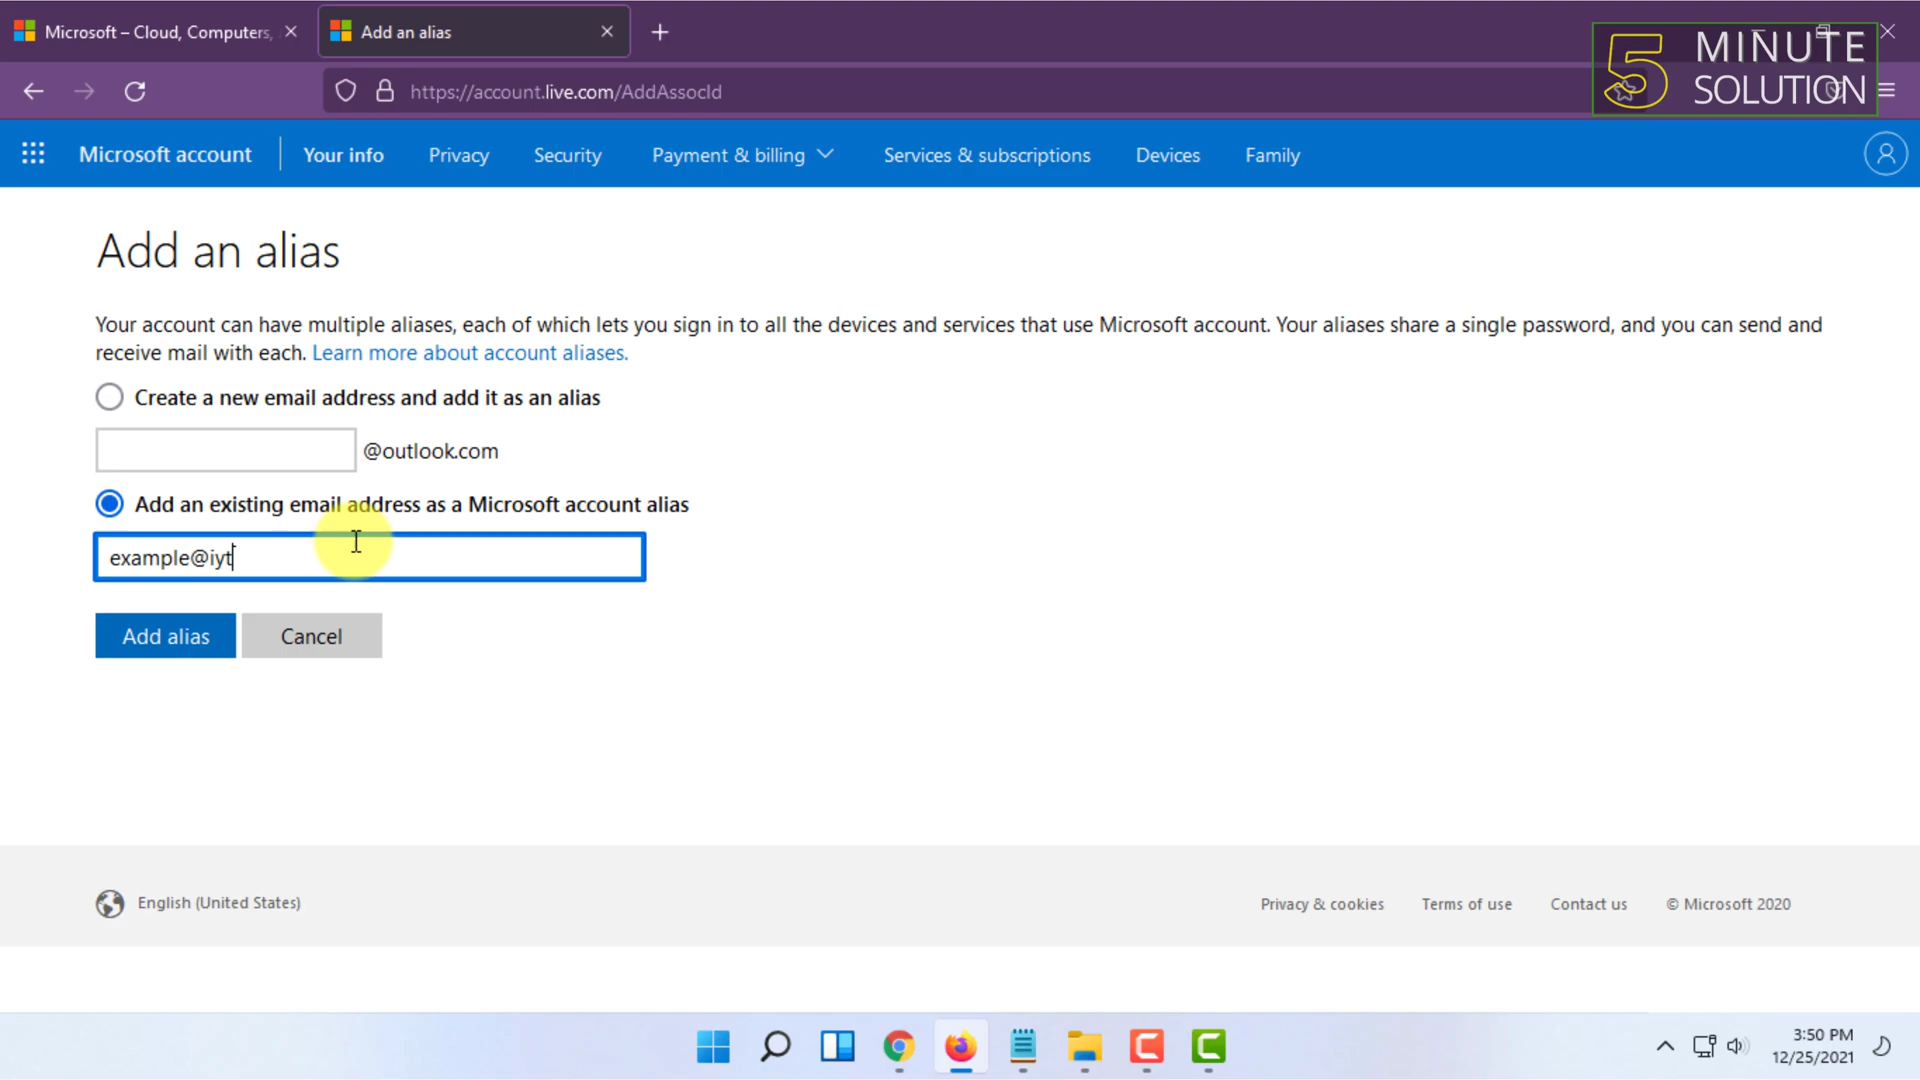 Microsoft – Cloud, Computers,
Add an alias
https://account.live.com/AddAssocId
5 MINUTE
SOLUTION
Microsoft account
Your info
Privacy
Security
Payment & billing
Services & subscriptions
Devices
Family
Add an alias
Your account can have multiple aliases, each of which lets you sign in to all the devices and services that use Microsoft account. Your aliases share a single password, and you can send and
receive mail with each. Learn more about account aliases.
Create a new email address and add it as an alias
@outlook.com
Add an existing email address as a Microsoft account alias
example@iyt
Add alias
Cancel
English (United States)
Privacy & cookies
Terms of use
Contact us
© Microsoft 2020
3:50 PM
12/25/2021